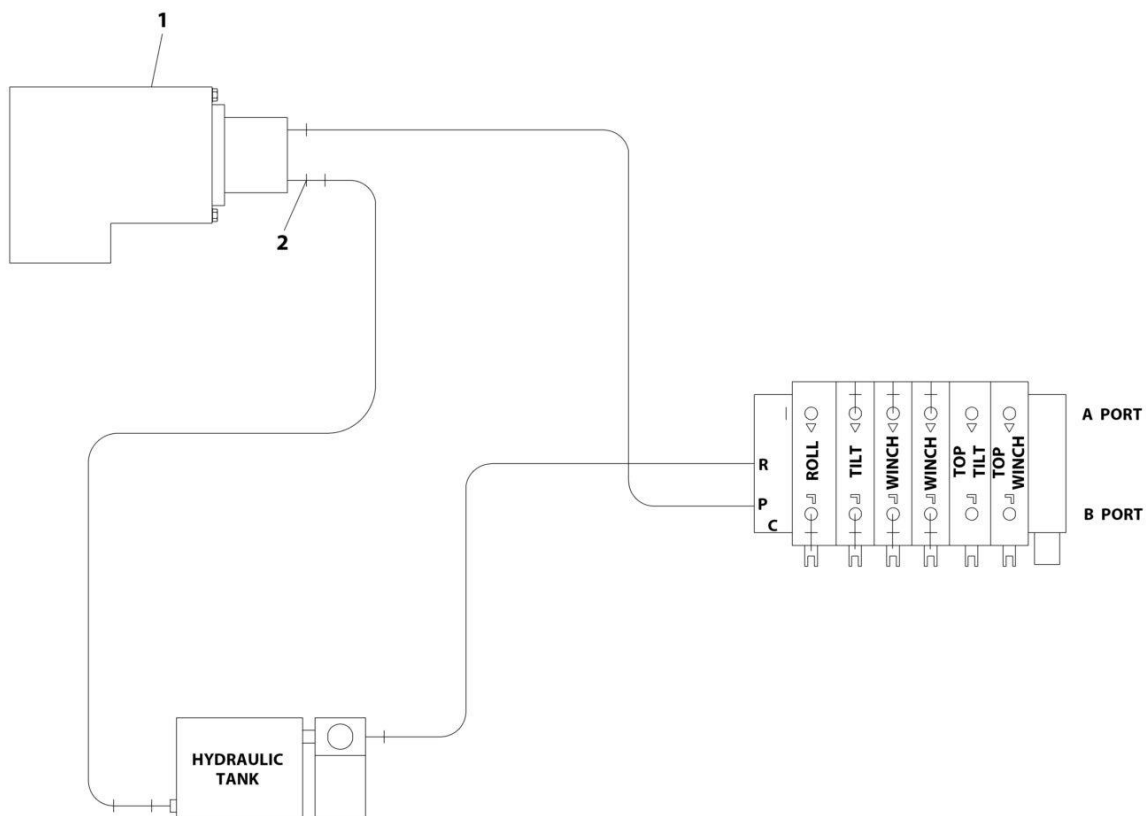 1
2
A PORT
R
ROLL
TILT
WINCH
WINCH
TOP
TILT
TOP
WINCH
P
C
B PORT
HYDRAULIC
TANK